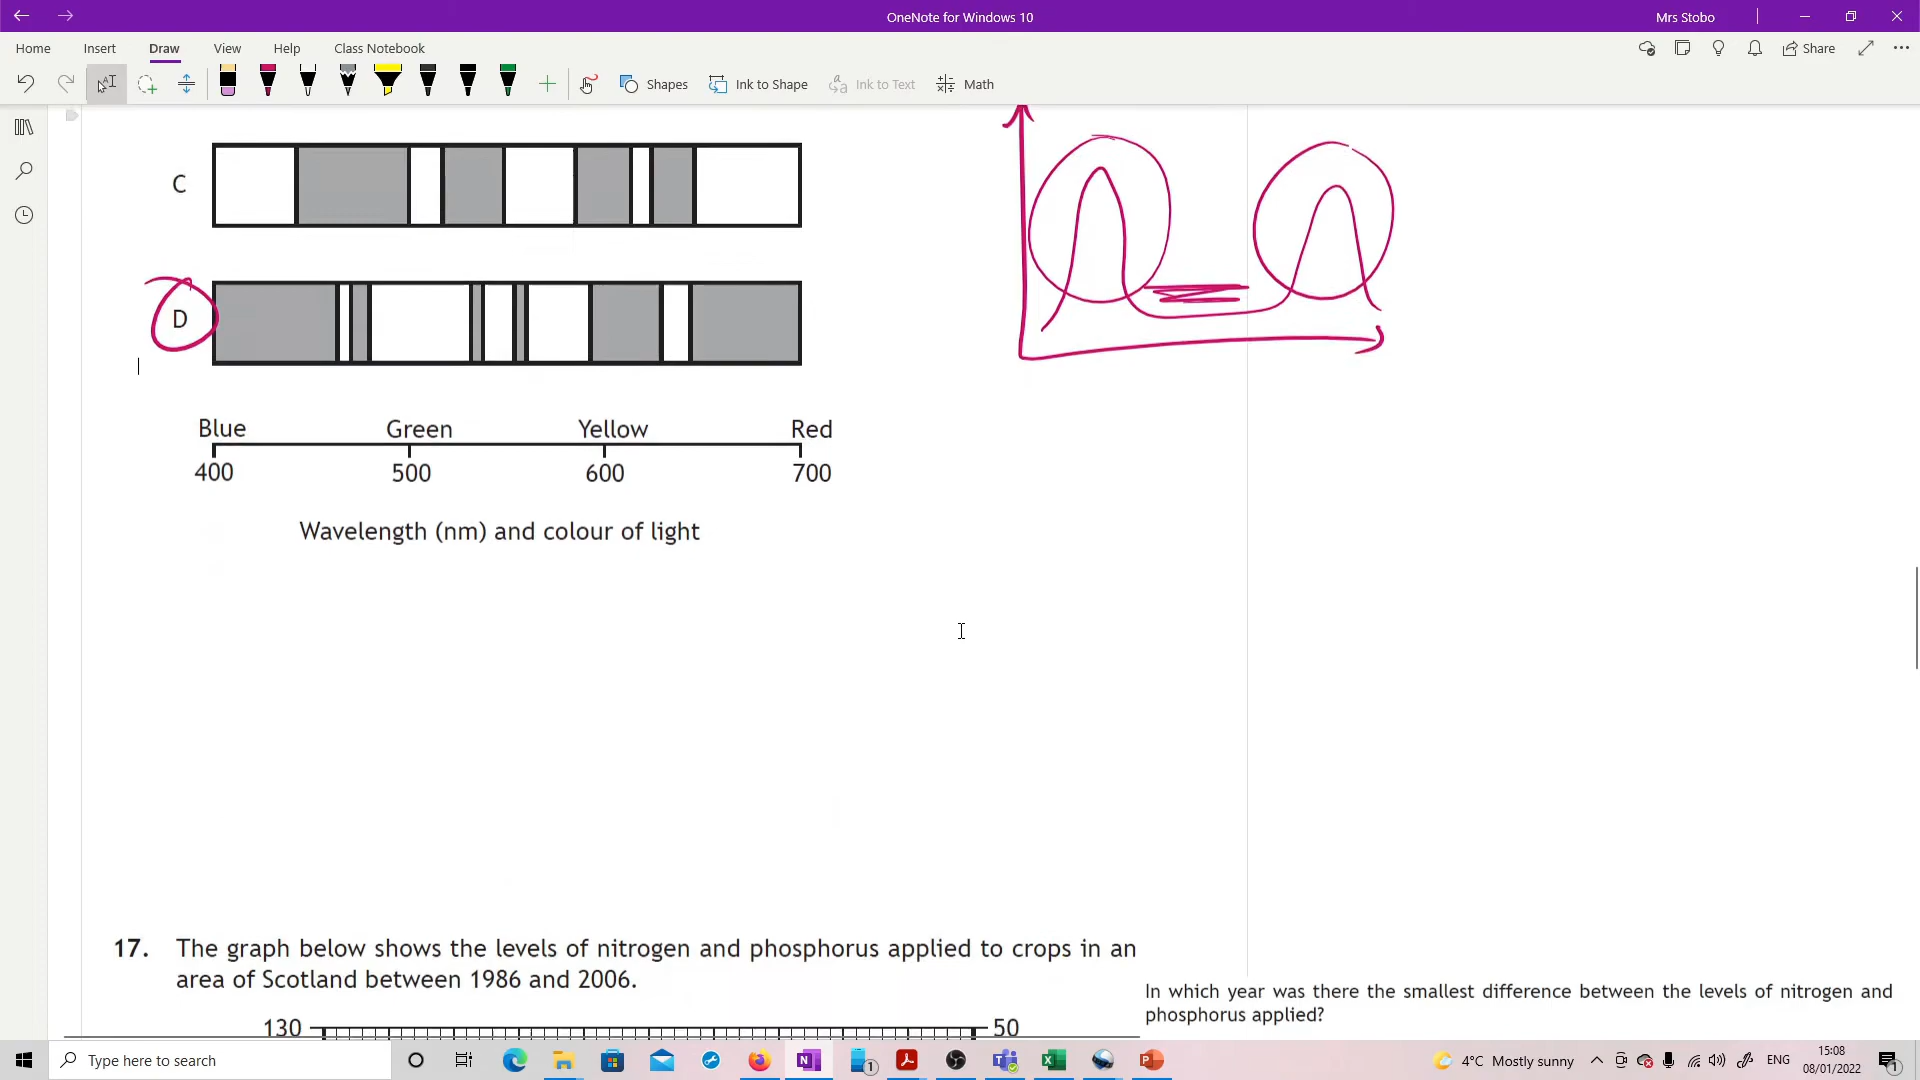 OneNote for Windows 10
Mrs Stobo
Home
Insert
Draw
View
Help
Class Notebook
Share
Shapes
Ink to Shape
Ink to Text
Math
C
D
Blue
Green
Yellow
Red
400
500
600
700
Wavelength (nm) and colour of light
17. The graph below shows the levels of nitrogen and phosphorus applied to crops in an
area of Scotland between 1986 and 2006.
In which year was there the smallest difference between the levels of nitrogen and
phosphorus applied?
130
50
Type here to search
4°C Mostly sunny
ENG
15:08
08/01/2022